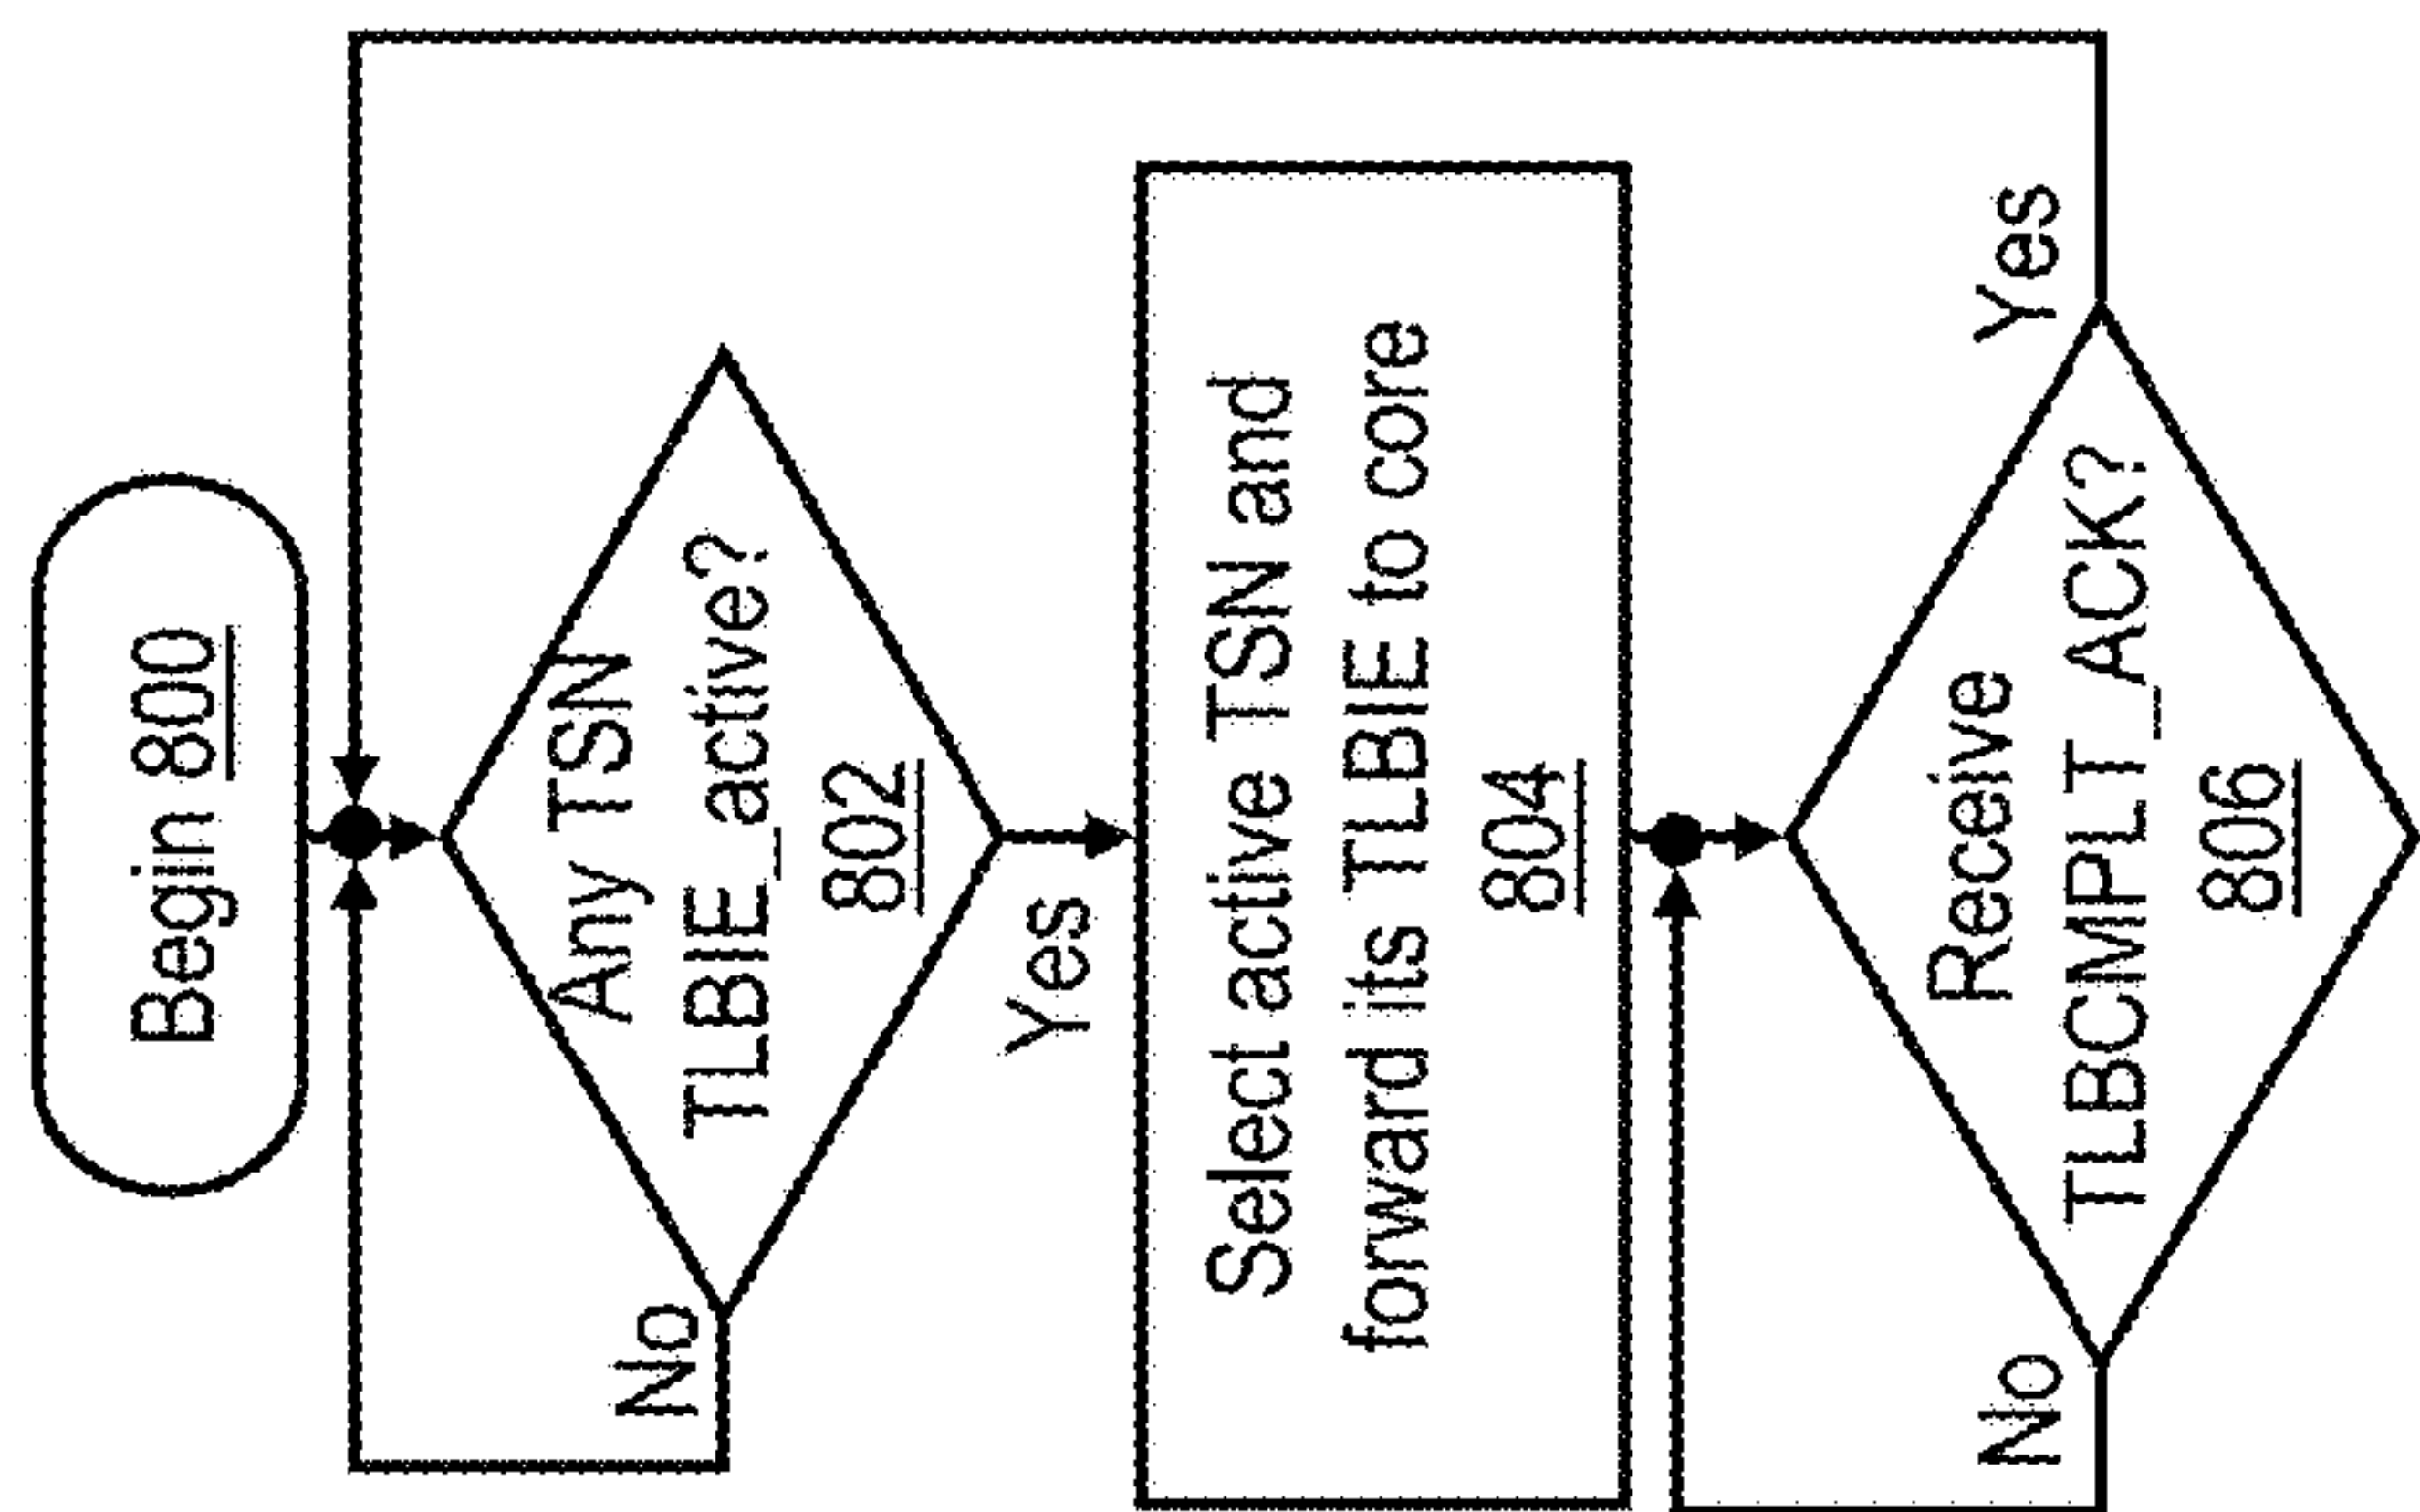 Begin 800
Any TSN
TLBIE_active?
802
No
Yes
Select active TSN and
forward its TLBIE to core
804
Receive
TLBCMPLT_ACK?
806
No
Yes